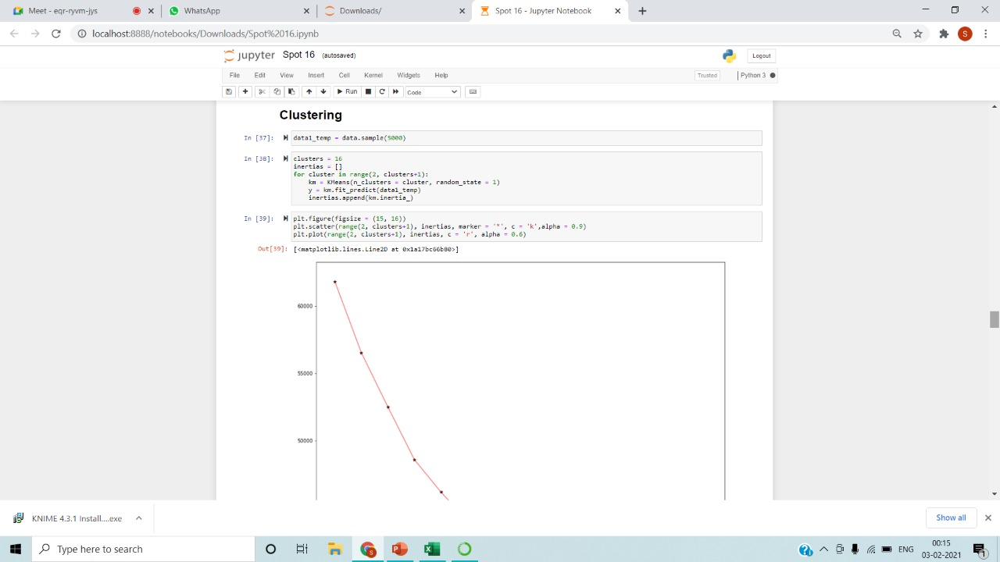 Meet - eqr-yvym-jys
WhatsApp
Downloads/
Spot 16 - Jupyter Notebook
localhost:8888/notebooks/Downloads/Spot%2016.ipynb
S
jupyter Spot 16 (autosaved)
Logout
File Edit View Insert Cell Kernel Widgets Help
Trusted
Python 3
Run
Code
Clustering
In [37]: data1_temp = data.sample(5000)
In [38]: clusters = 16
inertias = []
for cluster in range(2, clusters+1):
km = KMeans(n_clusters = cluster, random_state = 1)
y = km.fit_predict(data1_temp)
inertias.append(km.inertia_)
In [39]: plt.figure(figsize = (15, 16))
plt.scatter(range(2, clusters+1), inertias, marker = '*', c = 'k',alpha = 0.9)
plt.plot(range(2, clusters+1), inertias, c = 'r', alpha = 0.6)
Out[39]: [<matplotlib.lines.Line2D at 0x1a17bc66b80>]
60000
55000
50000
KNIME 4.3.1 Install....exe
Show all
Type here to search
ENG
00:15
03-02-2021
1